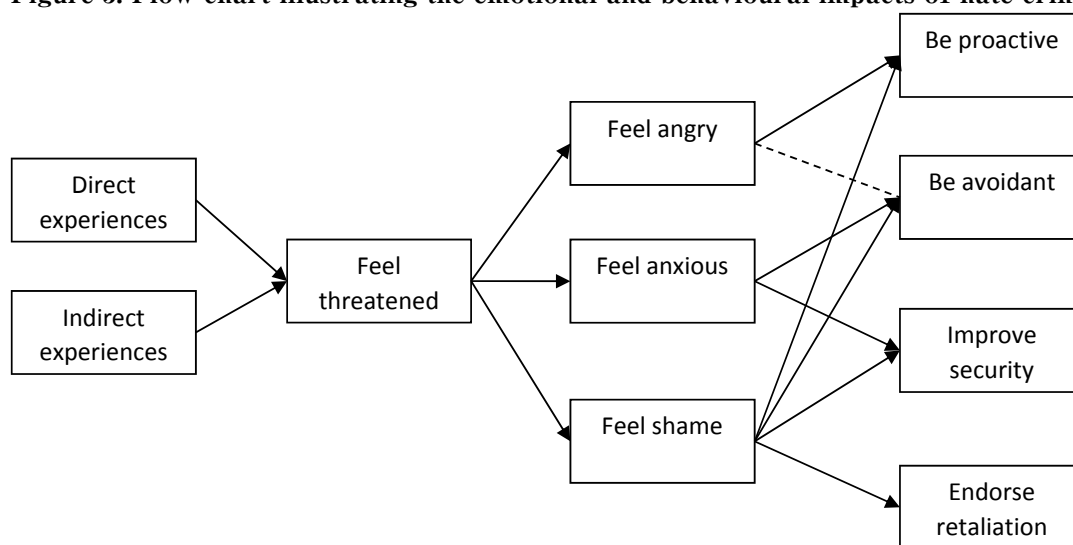 Be proactive
Feel angry
Direct
experiences
Be avoidant
Feel
threatened
Feel anxious
Indirect
experiences
Improve
security
Feel shame
Endorse
retaliation